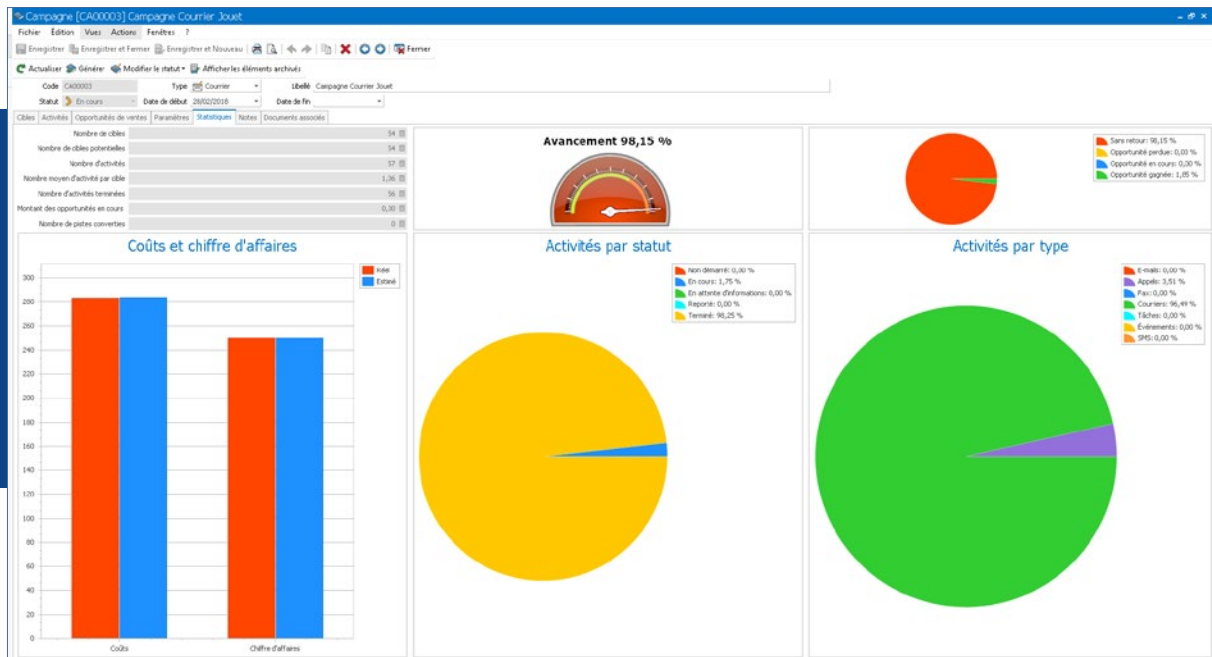 Campagne [CA00003] Campagne Courrier Jouet
Fichier Édition Vues Actions Fenêtres ?
Enregistrer Enregistrer et Fermer Enregistrer et Nouveau Fermer
Actualiser Générer Modifier le statut Afficher les éléments archivés
Code CA00003 Type Courrier Libellé Campagne Courrier Jouet
Statut En cours Date de début 28/02/2018 Date de fin
Cibles Activités Opportunités de ventes Paramètres Statistiques Notes Documents associés
Nombre de cibles 54
Nombre de cibles potentielles 54
Nombre d'activités 57
Nombre moyen d'activité par cible 1,06
Nombre d'activités terminées 56
Montant des opportunités en cours 0,00
Nombre de pistes converties 0
Avancement 98,15 %
Sans retour: 98,15 %
Opportunité perdue: 0,00 %
Opportunité en cours: 0,00 %
Opportunité gagnée: 1,85 %
Coûts et chiffre d'affaires
Réel
Estimé
300
280
260
240
220
200
180
160
140
120
100
80
60
40
20
0
Coûts Chiffre d'affaires
Activités par statut
Non démarré: 0,00 %
En cours: 1,75 %
En attente d'informations: 0,00 %
Reporté: 0,00 %
Terminé: 98,25 %
Activités par type
E-mails: 0,00 %
Appels: 3,51 %
Fax: 0,00 %
Courriers: 96,49 %
Tâches: 0,00 %
Événements: 0,00 %
SMS: 0,00 %